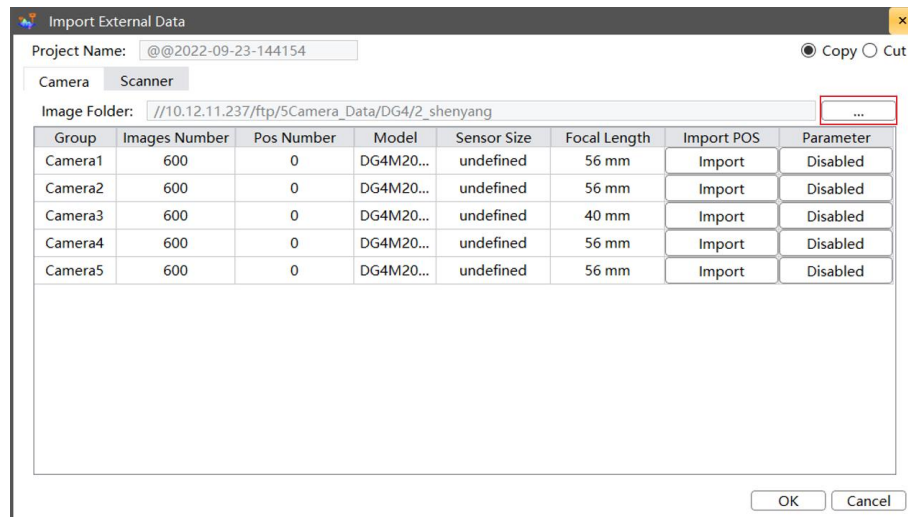 Import External Data ×
Project Name: @@2022-09-23-144154 Copy Cut
Camera Scanner
Image Folder: //10.12.11.237/ftp/5Camera_Data/DG4/2_shenyang ...
Group Images Number Pos Number Model Sensor Size Focal Length Import POS Parameter
Camera1 600 0 DG4M20... undefined 56 mm Import Disabled
Camera2 600 0 DG4M20... undefined 56 mm Import Disabled
Camera3 600 0 DG4M20... undefined 40 mm Import Disabled
Camera4 600 0 DG4M20... undefined 56 mm Import Disabled
Camera5 600 0 DG4M20... undefined 56 mm Import Disabled
OK Cancel